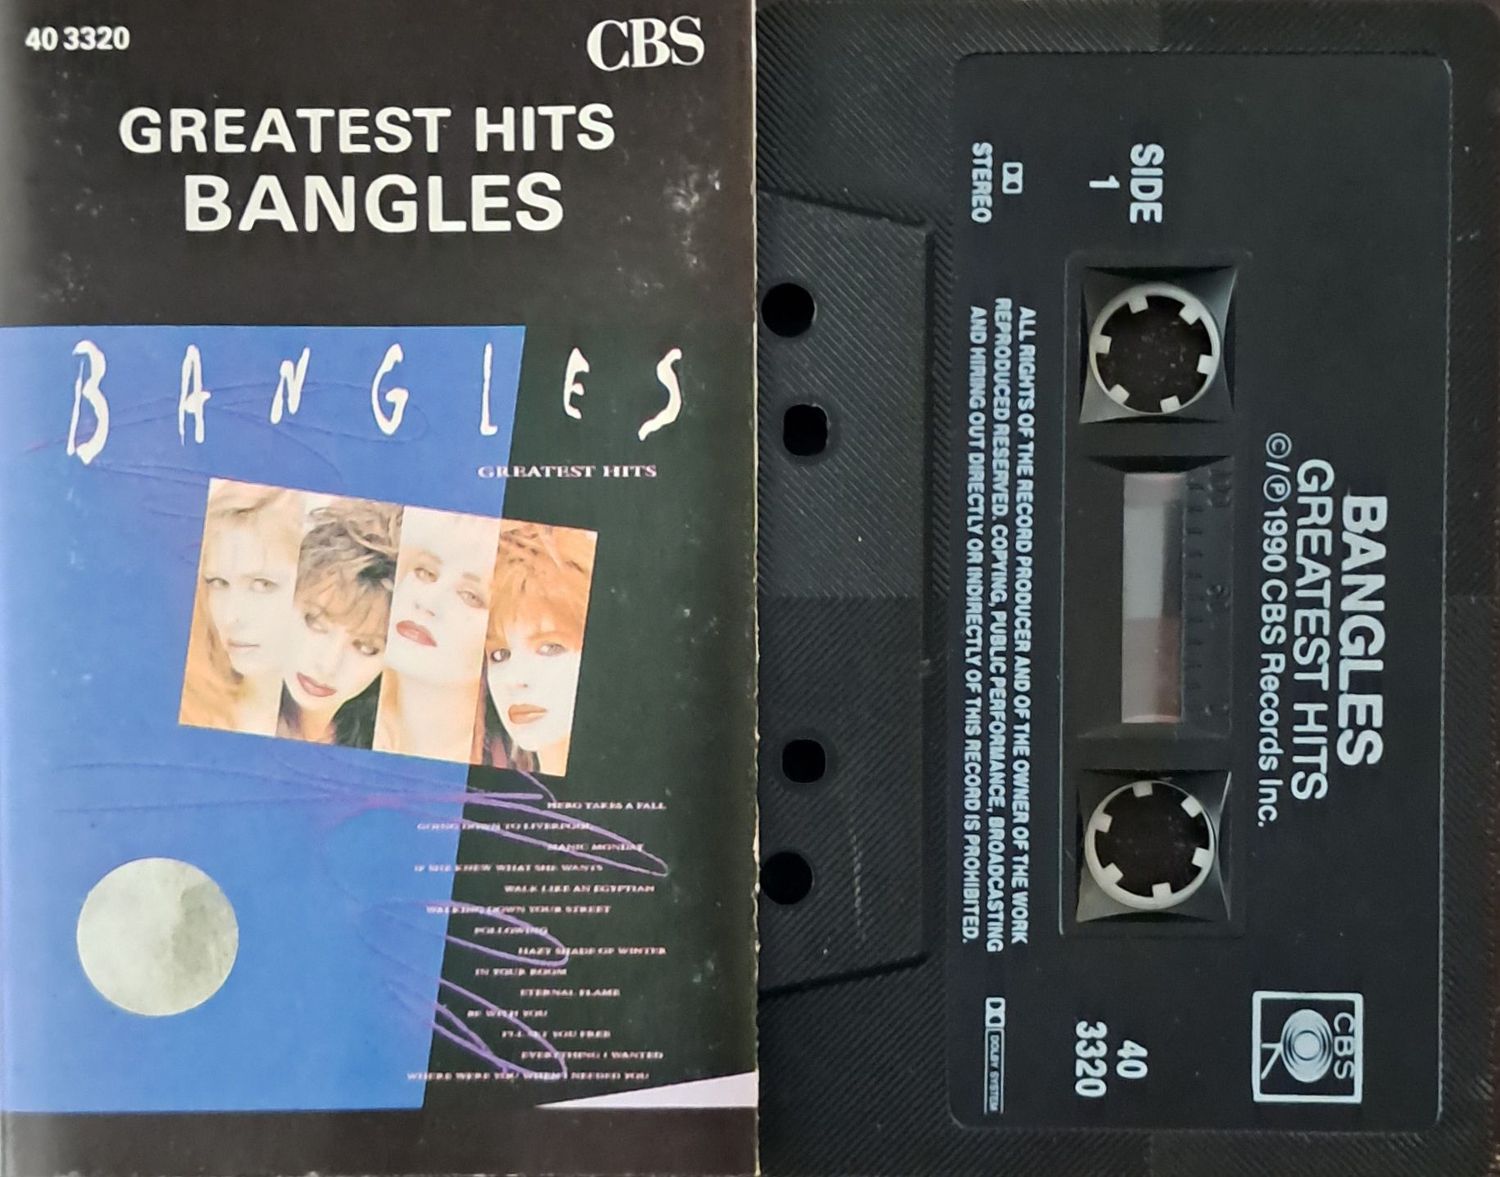 40 3320
CBS
GREATEST HITS
BANGLES
BANGLES
GREATEST HITS
HERO TAKES A FALL
GOING DOWN TO LIVERPOOL
MANIC MONDAY
IF SHE KNEW WHAT SHE WANTS
WALK LIKE AN EGYPTIAN
WALKING DOWN YOUR STREET
FOLLOWING
HAZY SHADE OF WINTER
IN YOUR ROOM
ETERNAL FLAME
BE WITH YOU
I'LL SET YOU FREE
EVERYTHING I WANTED
WHERE WERE YOU WHEN I NEEDED YOU
BANGLES
GREATEST HITS
©/℗ 1990 CBS Records Inc.
SIDE
1
STEREO
CBS
40
3320
ALL RIGHTS OF THE RECORD PRODUCER AND OF THE OWNER OF THE WORK
REPRODUCED RESERVED. COPYING, PUBLIC PERFORMANCE, BROADCASTING
AND HIRING OUT DIRECTLY OR INDIRECTLY OF THIS RECORD IS PROHIBITED.
DOLBY SYSTEM